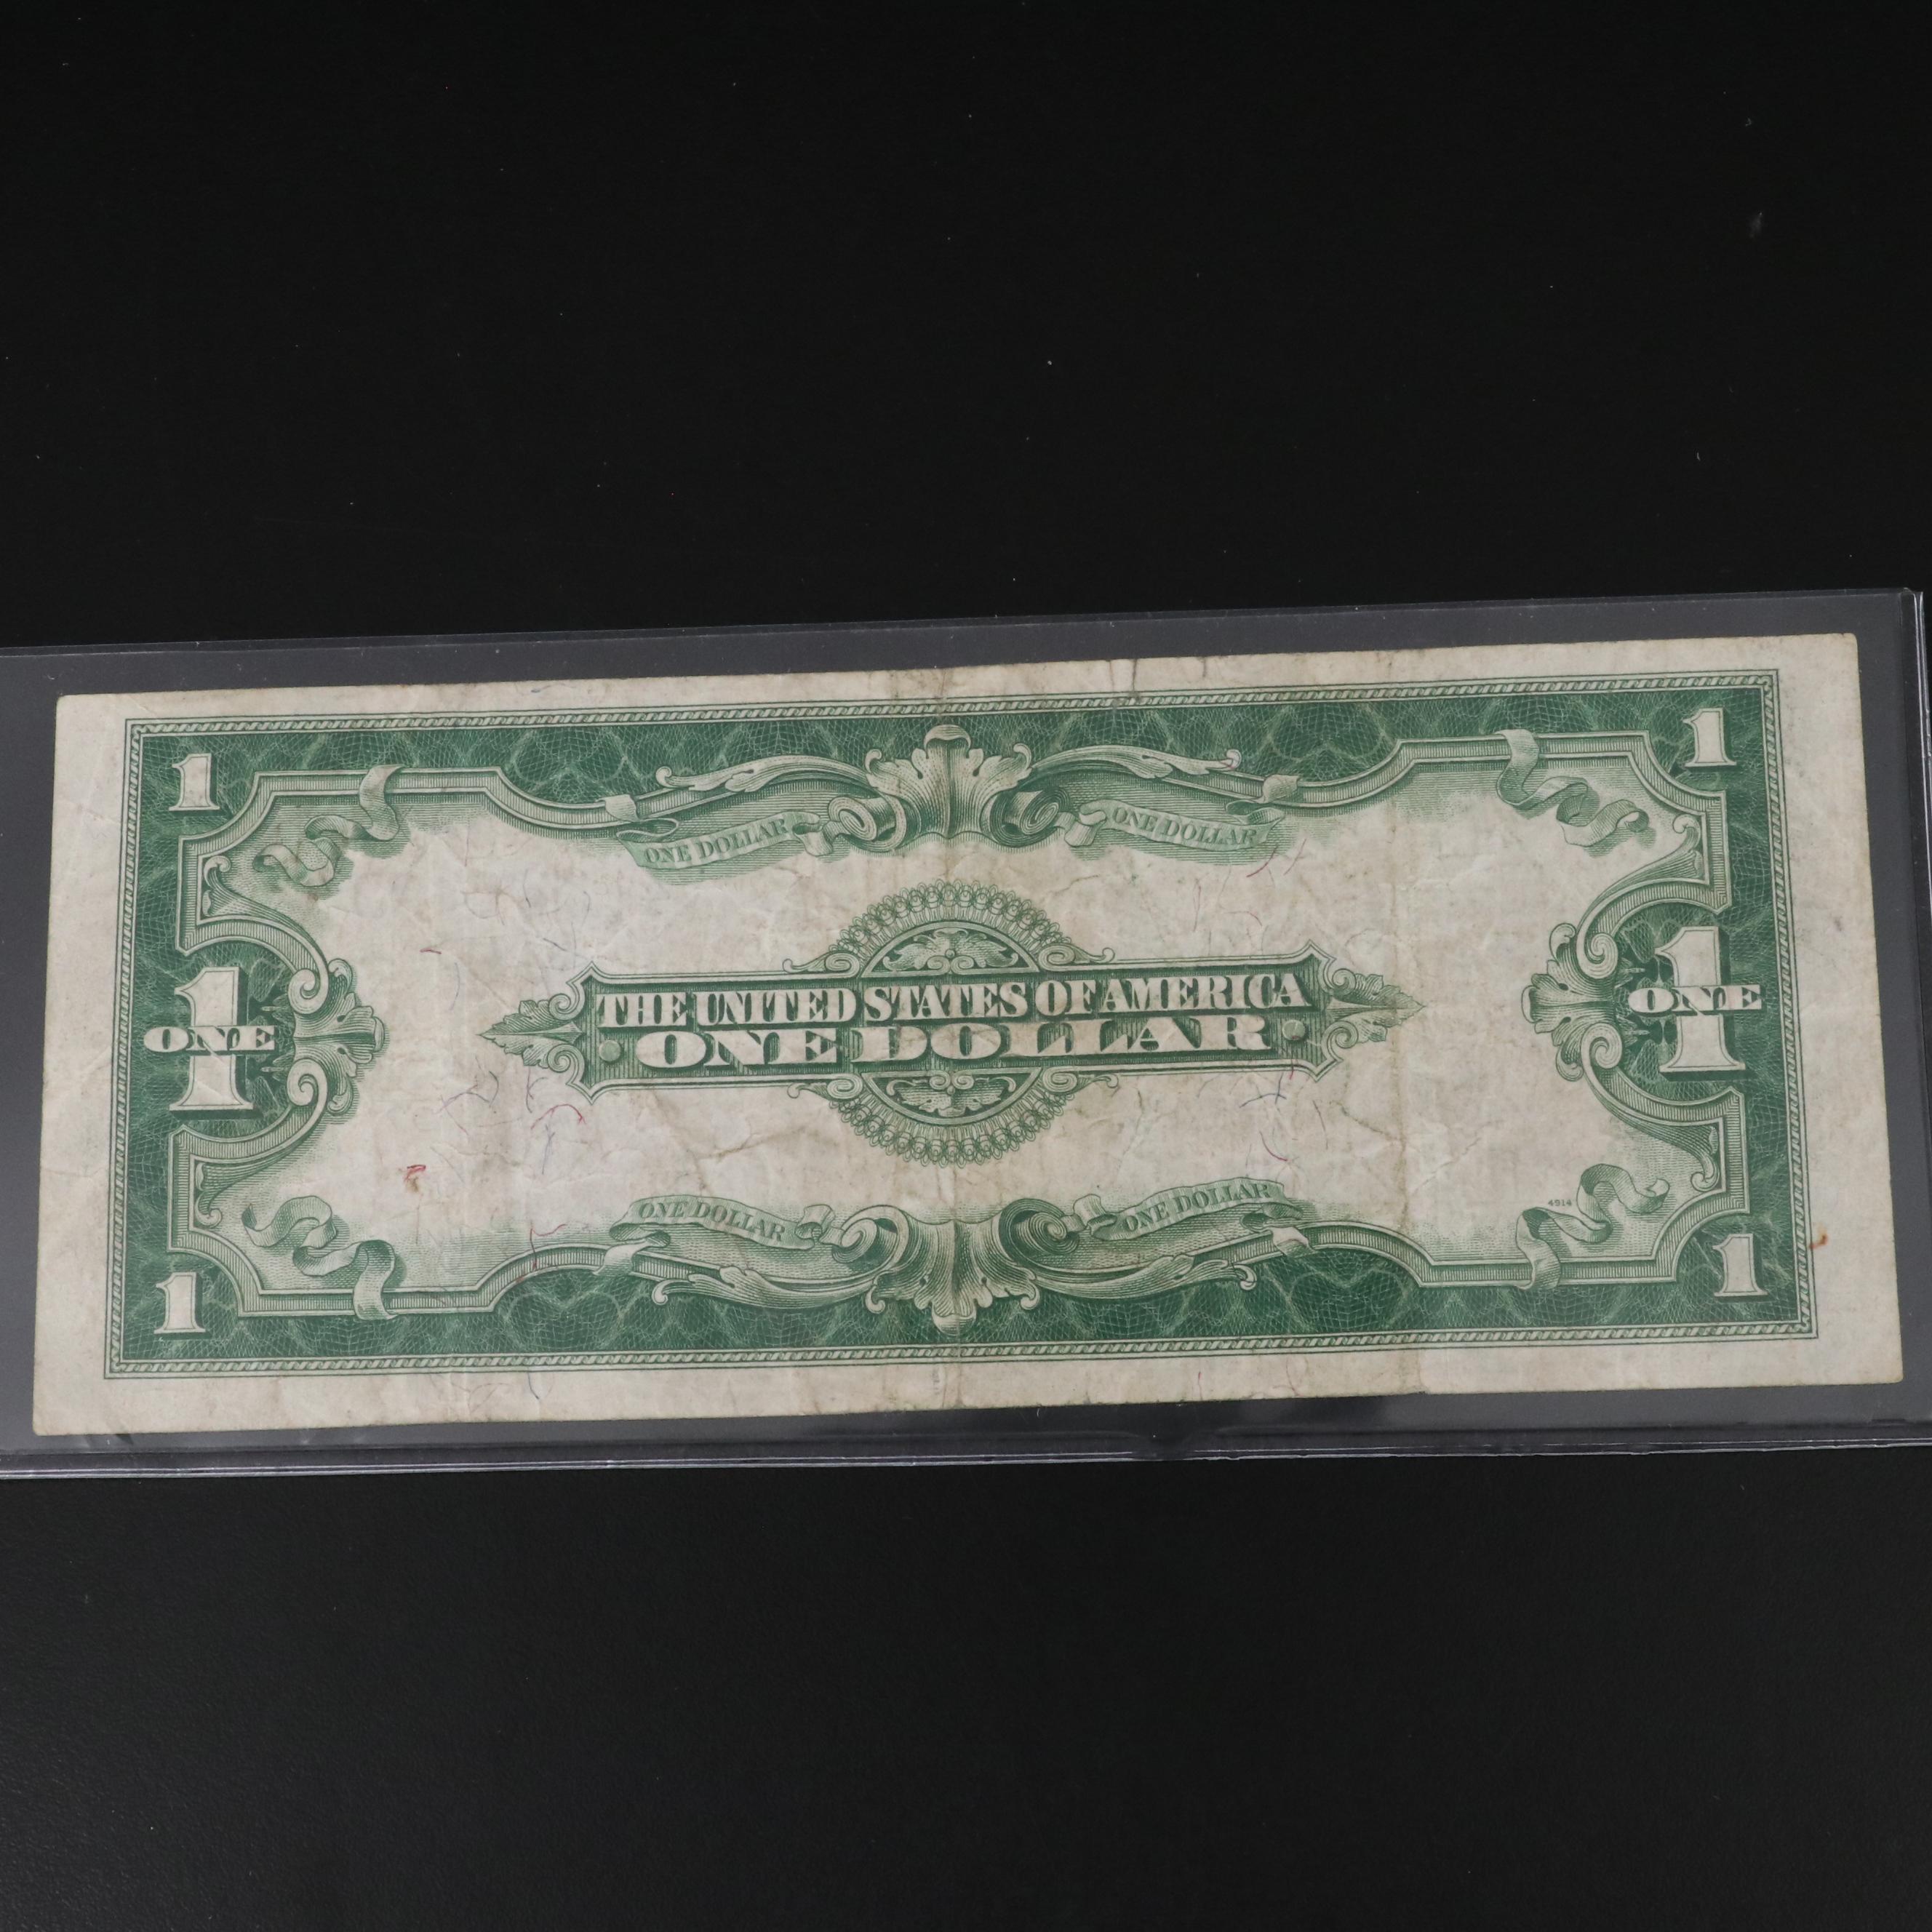 1 1
ONE DOLLAR ONE DOLLAR
1 ONE THE UNITED STATES OF AMERICA 1 ONE
ONE DOLLAR
ONE DOLLAR ONE DOLLAR
4514
1 1